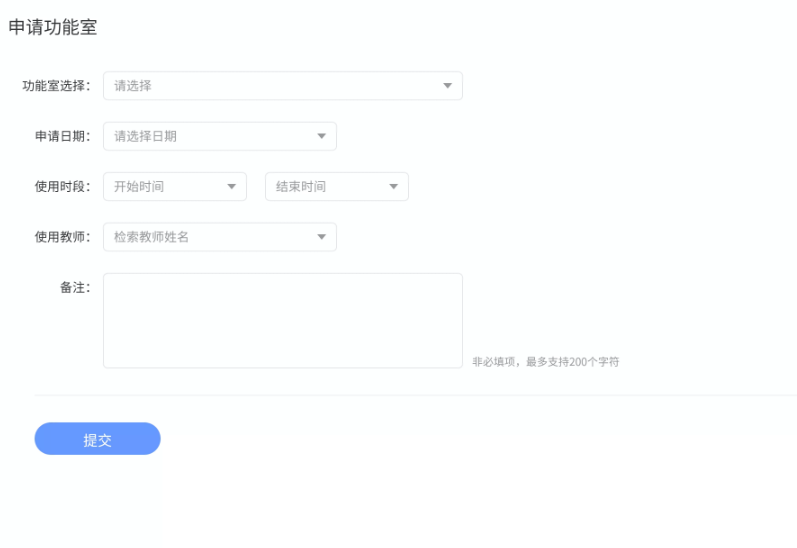 申请功能室
功能室选择： 请选择
申请日期： 请选择日期
使用时段： 开始时间 结束时间
使用教师： 检索教师姓名
备注：
非必填项，最多支持200个字符
提交